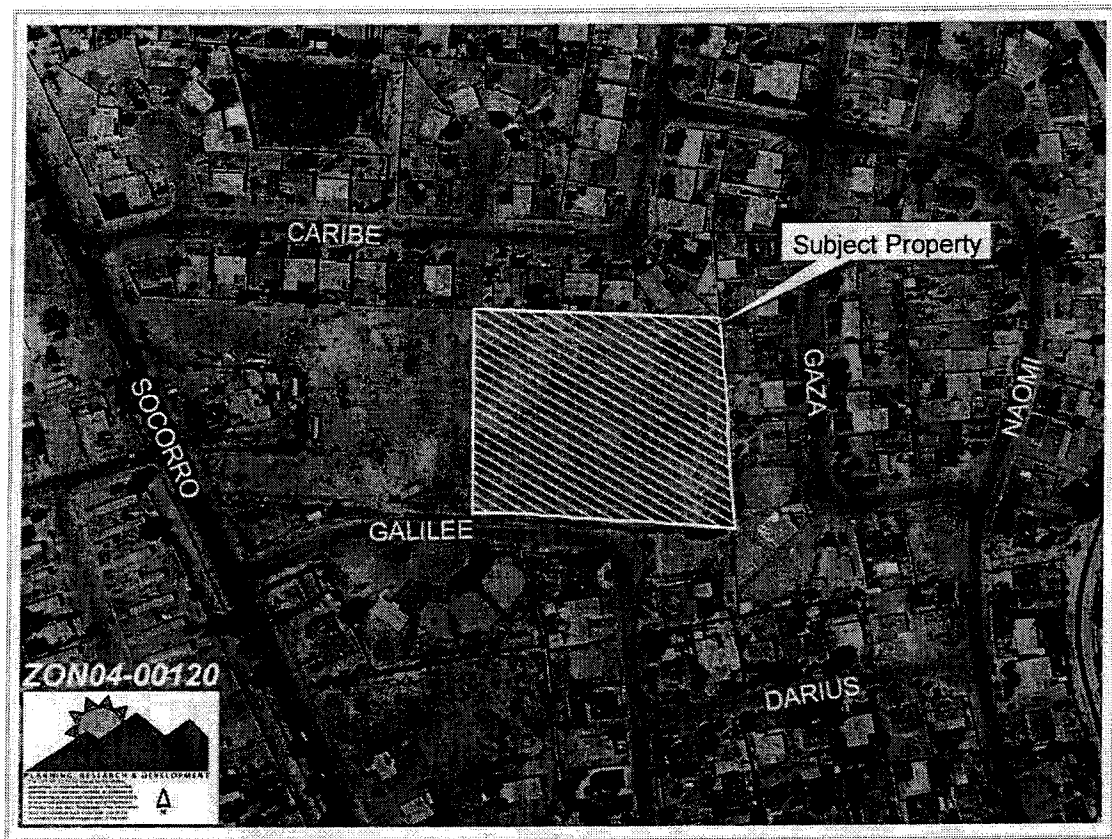 CARIBE
Subject Property
SOCORRO
GAZA
NAOMI
GALILEE
DARIUS
ZON04-00120
PLANNING, RESEARCH & DEVELOPMENT
N